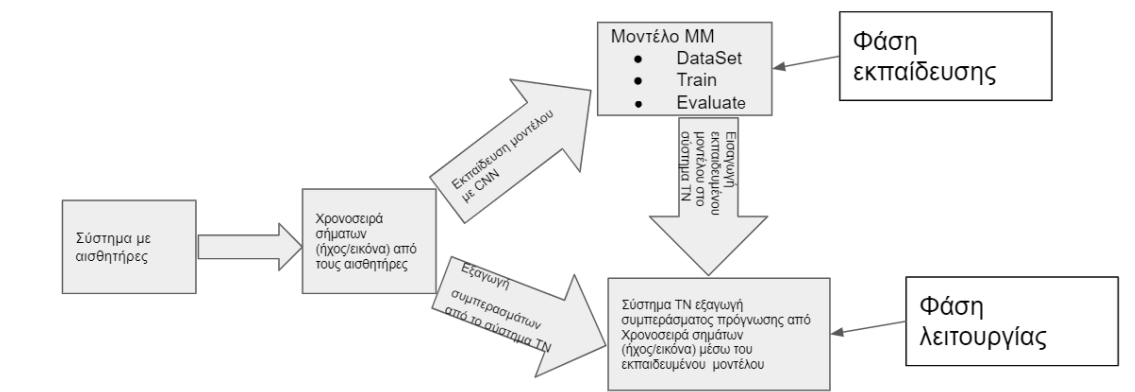 Μοντέλο ΜΜ
● DataSet
● Train
● Evaluate
Φάση
εκπαίδευσης
Εκπαίδευση μοντέλου
με CNN
Εισαγωγή
εκπαιδευμένου
μοντέλου στο
σύστημα ΤΝ
Σύστημα με
αισθητήρες
Χρονοσειρά
σήματων
(ήχος/εικόνα) από
τους αισθητήρες
Εξαγωγή
συμπερασμάτων
από το σύστημα ΤΝ
Σύστημα ΤΝ εξαγωγή
συμπεράσματος πρόγνωσης από
Χρονοσειρά σημάτων
(ήχος/εικόνα) μέσω του
εκπαιδευμένου μοντέλου
Φάση
λειτουργίας